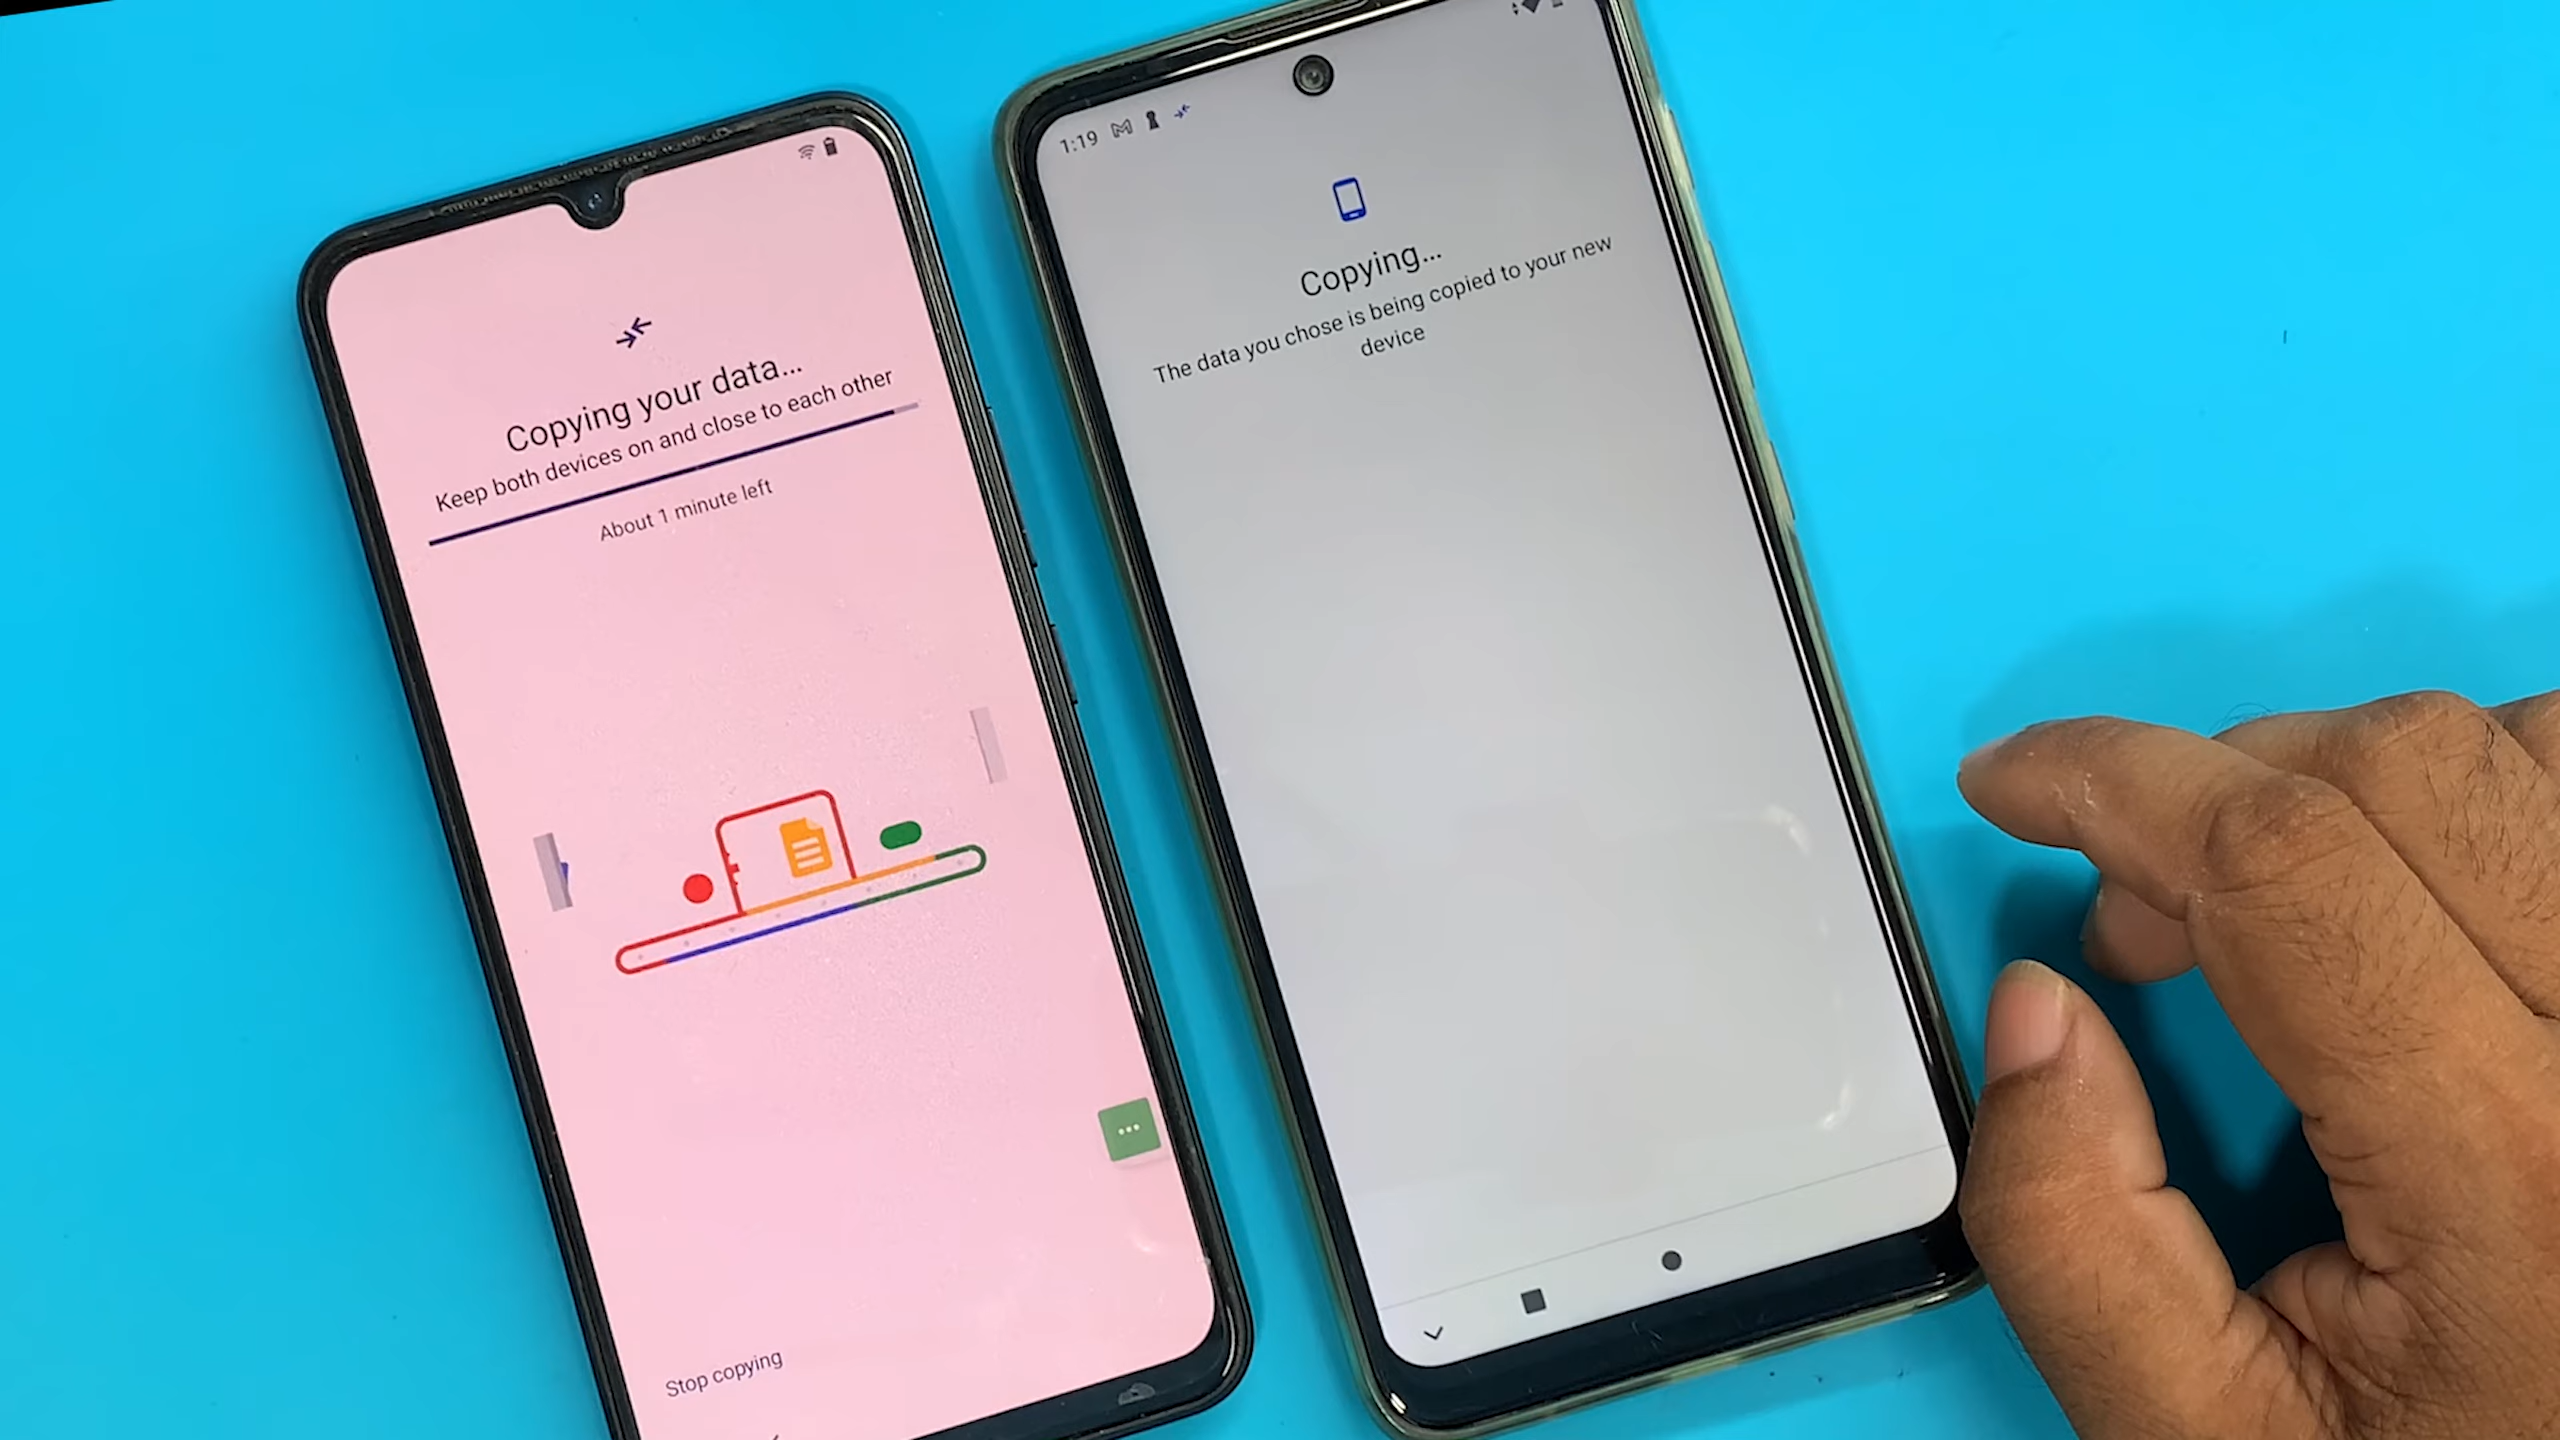 Copying your data...
Keep both devices on and close to each other
About 1 minute left
Stop copying
1:19
Copying...
The data you chose is being copied to your new
device